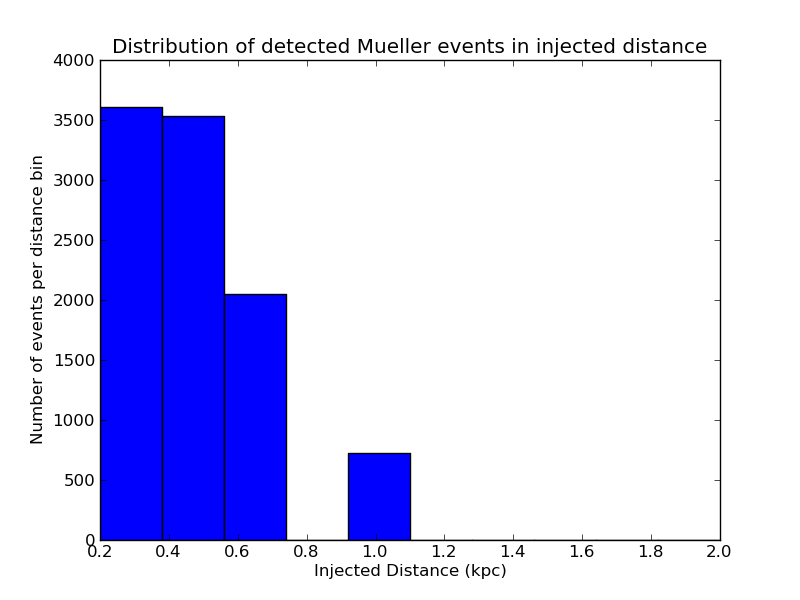 Distribution of detected Mueller events in injected distance
4000
3500
3000
2500
2000
1500
1000
500
0
Number of events per distance bin
0.2 0.4 0.6 0.8 1.0 1.2 1.4 1.6 1.8 2.0
Injected Distance (kpc)